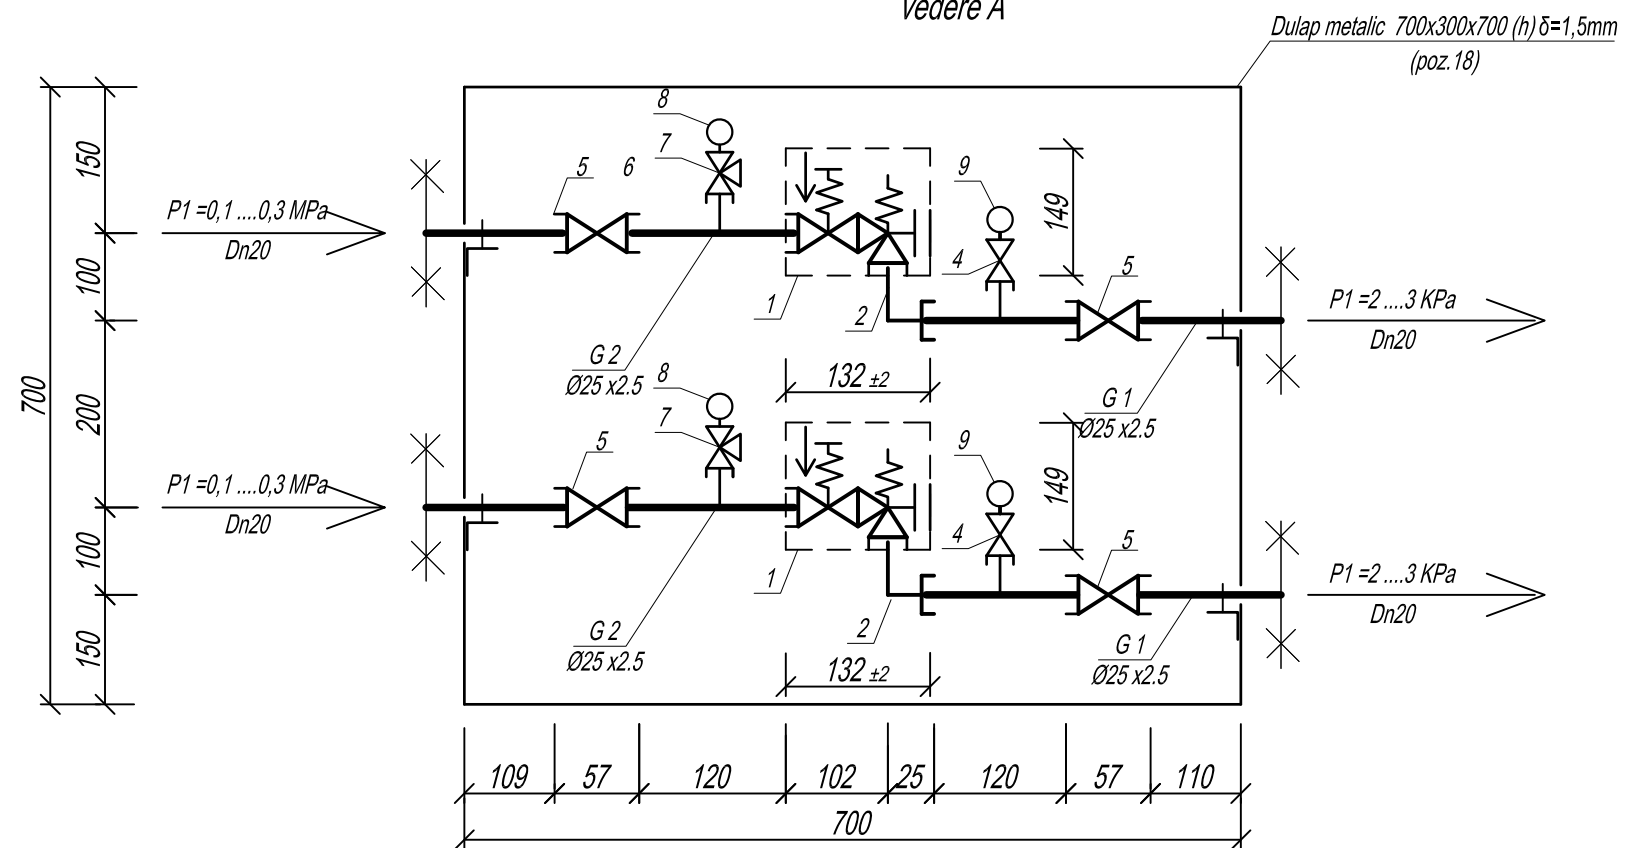 Vedere A
Dulap metalic 700x300x700 (h) δ=1,5mm
(poz.18)
8
7
5 6
9
4
5
150
100
200
100
150
700
P1 =0,1 ....0,3 MPa
Dn20
149
1
2
P1 =2 ....3 KPa
Dn20
G 2
Ø25 x2.5
132 ±2
G 1
Ø25 x2.5
8
7
5
9
4
5
P1 =0,1 ....0,3 MPa
Dn20
149
1
2
P1 =2 ....3 KPa
Dn20
G 2
Ø25 x2.5
132 ±2
G 1
Ø25 x2.5
109 57 120 102 25 120 57 110
700